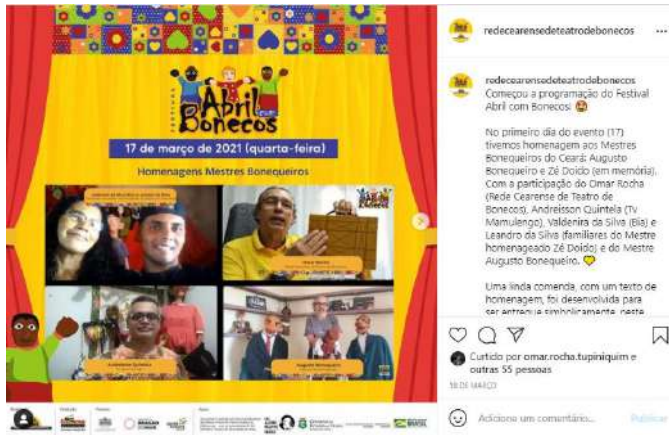 FESTIVAL
Abril
com
Bonecos
17 de março de 2021 (quarta-feira)
Homenagens Mestres Bonequeiros
Augusto Bonequeiro
redecearensedeteatrodebonecos
redecearensedeteatrodebonecos
Começou a programação do Festival
Abril com Bonecos!
No primeiro dia do evento (17)
tivemos homenagem aos Mestres
Bonequeiros do Ceará: Augusto
Bonequeiro e Zé Doido (em memória).
Com a participação do Omar Rocha
(Rede Cearense de Teatro de
Bonecos), Andreisson Quintela (Tv
Mamulengo), Valdenira da Silva (Bia) e
Leandro da Silva (familiares do Mestre
homenageado Zé Doido) e do Mestre
Augusto Bonequeiro.
Uma linda comenda, com um texto de
homenagem, foi desenvolvida para
ser entregue simbolicamente, neste
Curtido por omar.rocha.tupiniquim e
outras 55 pessoas
18 DE MARÇO
Adicione um comentário...
Publicar